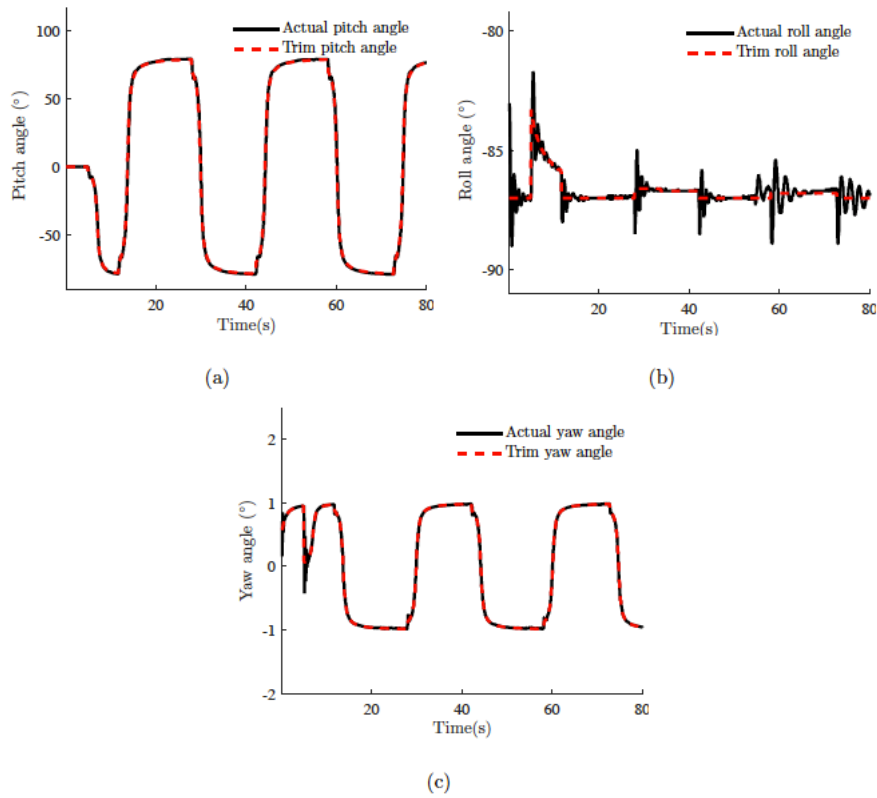 Actual pitch angle
Trim pitch angle
100
50
0
-50
Pitch angle (°)
20
40
60
80
Time(s)
(a)
Actual roll angle
Trim roll angle
-80
-85
-90
Roll angle (°)
20
40
60
80
Time(s)
(b)
Actual yaw angle
Trim yaw angle
2
1
0
-1
-2
Yaw angle (°)
20
40
60
80
Time(s)
(c)